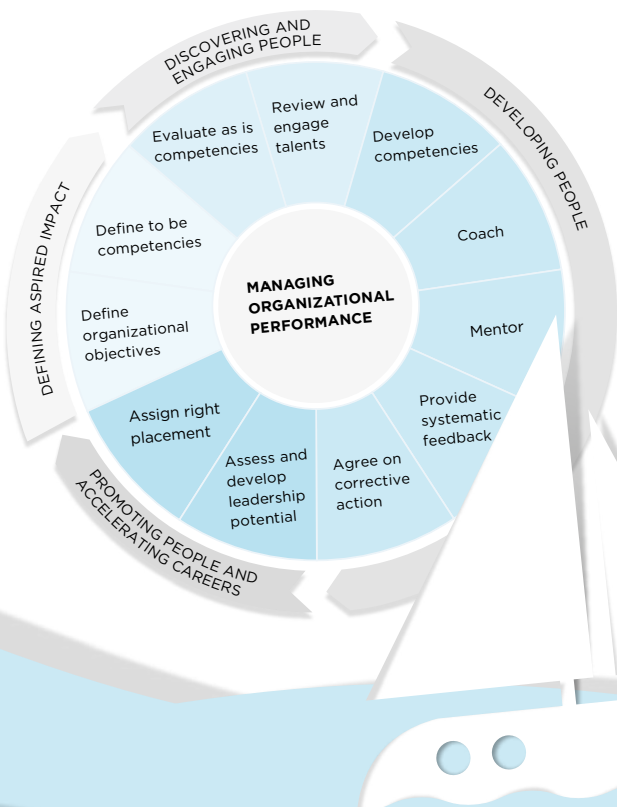 DISCOVERING AND
ENGAGING PEOPLE
DEVELOPING PEOPLE
PROMOTING PEOPLE AND
ACCELERATING CAREERS
DEFINING ASPIRED IMPACT
Review and
engage
talents
Develop
competencies
Coach
Mentor
Provide
systematic
feedback
Agree on
corrective
action
Assess and
develop
leadership
potential
Assign right
placement
Define
organizational
objectives
Define to be
competencies
Evaluate as is
competencies
MANAGING
ORGANIZATIONAL
PERFORMANCE